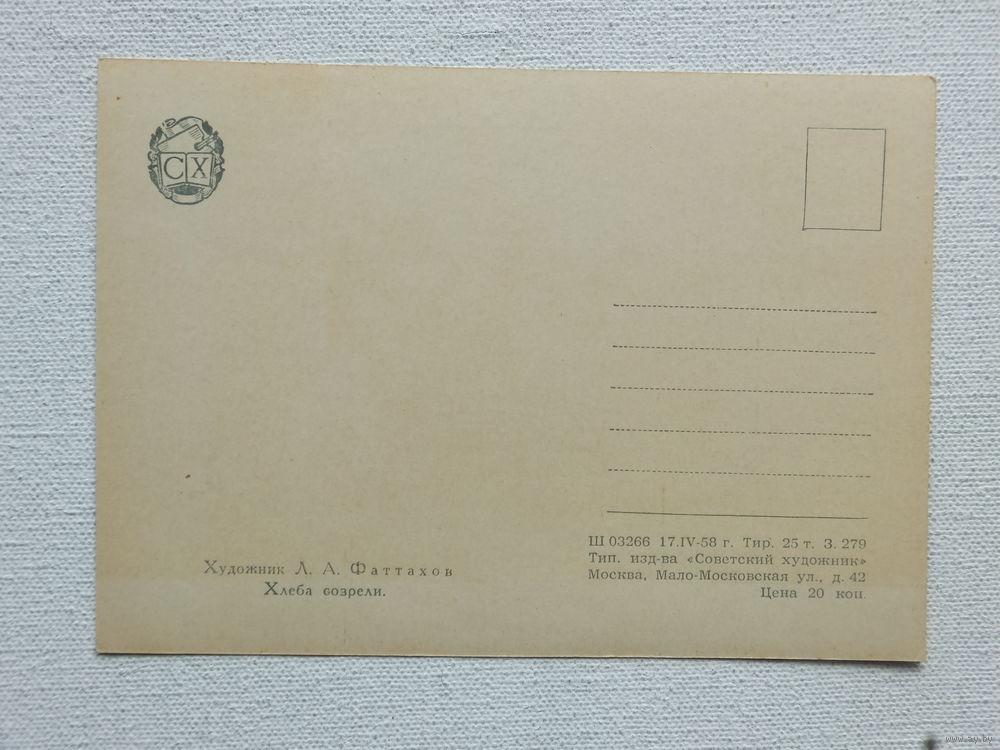 СХ
Художник Л. А. Фаттахов
Хлеба созрели.
Ш 03266 17.IV-58 г. Тир. 25 т. З. 279
Тип. изд-ва «Советский художник»
Москва, Мало-Московская ул., д. 42
Цена 20 коп.